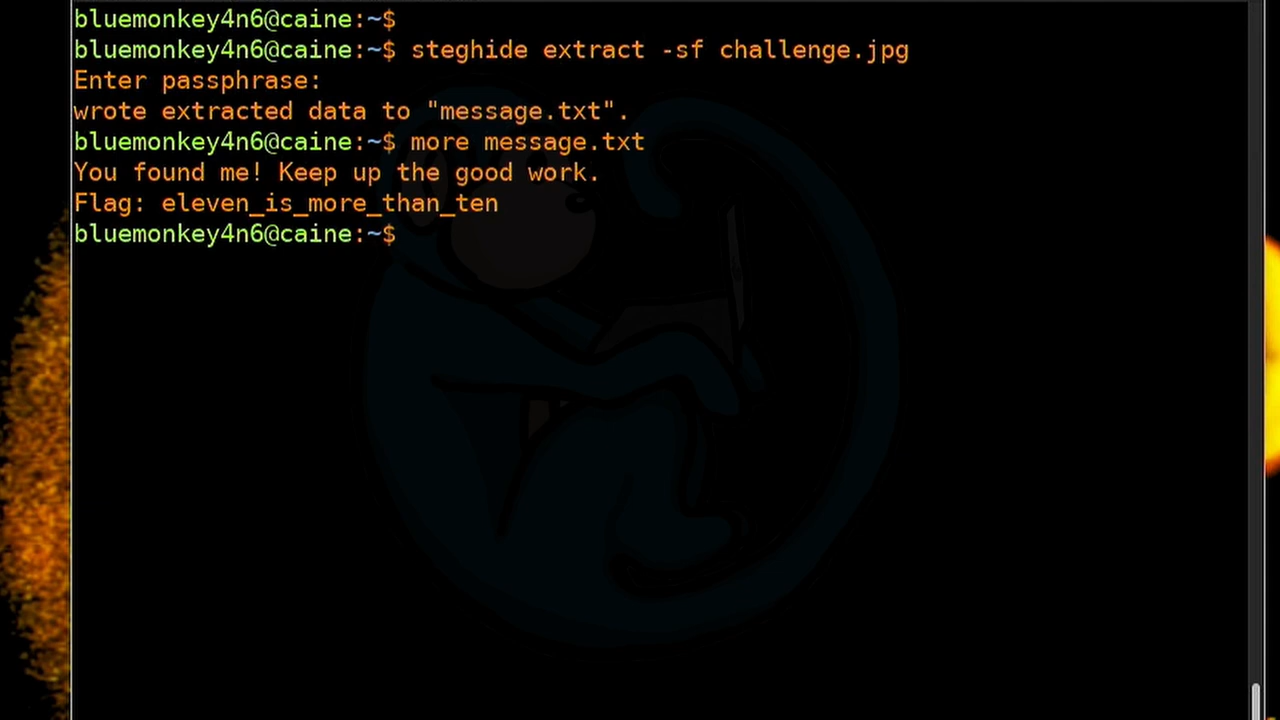 bluemonkey4n6@caine:~$
bluemonkey4n6@caine:~$ steghide extract -sf challenge.jpg
Enter passphrase:
wrote extracted data to "message.txt".
bluemonkey4n6@caine:~$ more message.txt
You found me! Keep up the good work.
Flag: eleven_is_more_than_ten
bluemonkey4n6@caine:~$